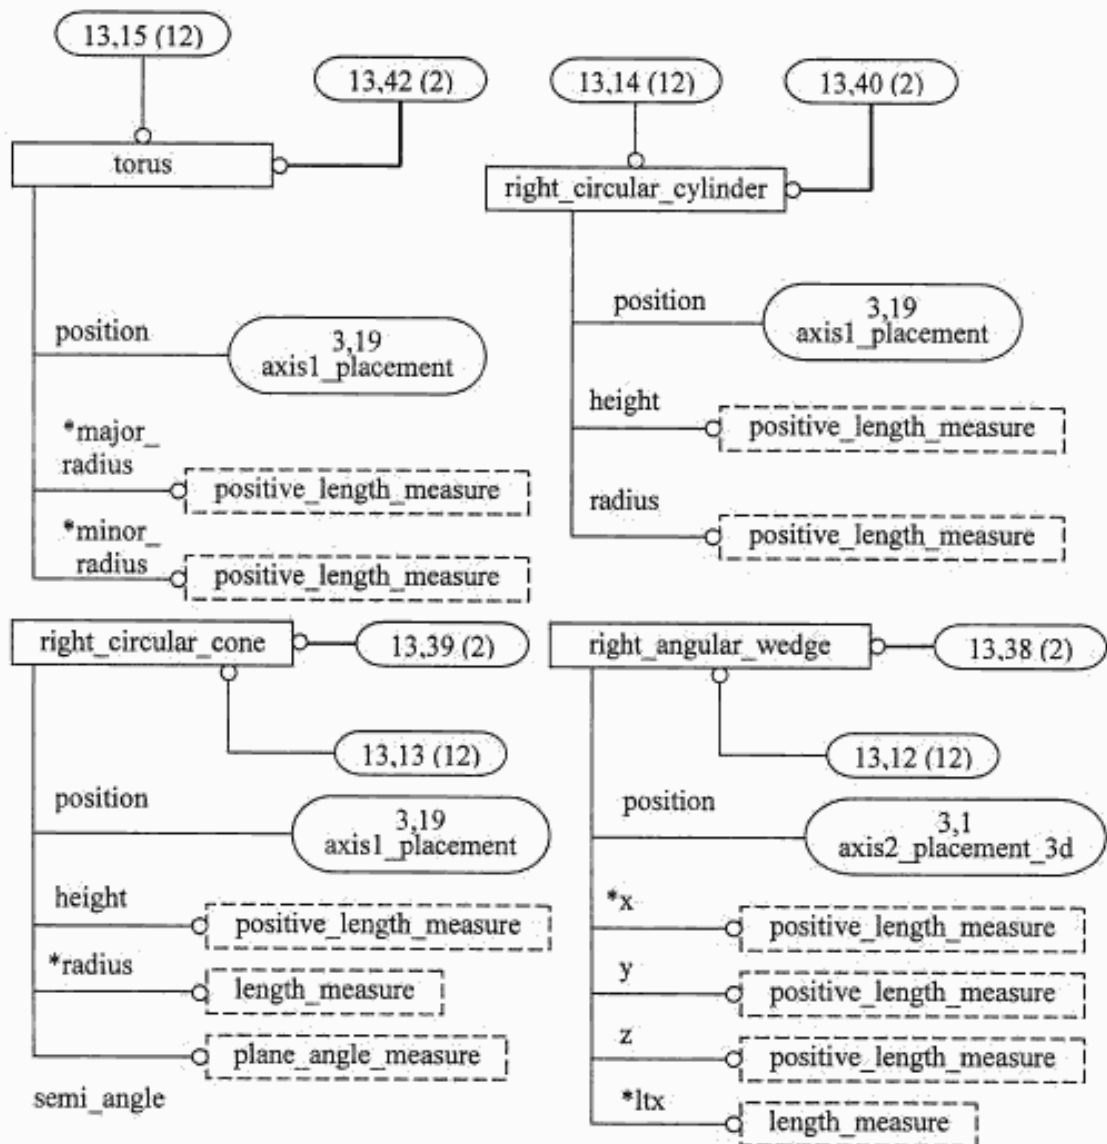 13,15 (12)
13,42 (2)
torus
position
3,19
axis1_placement
*major_
radius
positive_length_measure
*minor_
radius
positive_length_measure
13,14 (12)
13,40 (2)
right_circular_cylinder
position
3,19
axis1_placement
height
positive_length_measure
radius
positive_length_measure
right_circular_cone
13,39 (2)
13,13 (12)
position
3,19
axis1_placement
height
positive_length_measure
*radius
length_measure
plane_angle_measure
semi_angle
right_angular_wedge
13,38 (2)
13,12 (12)
position
3,1
axis2_placement_3d
*x
positive_length_measure
y
positive_length_measure
z
positive_length_measure
*ltx
length_measure